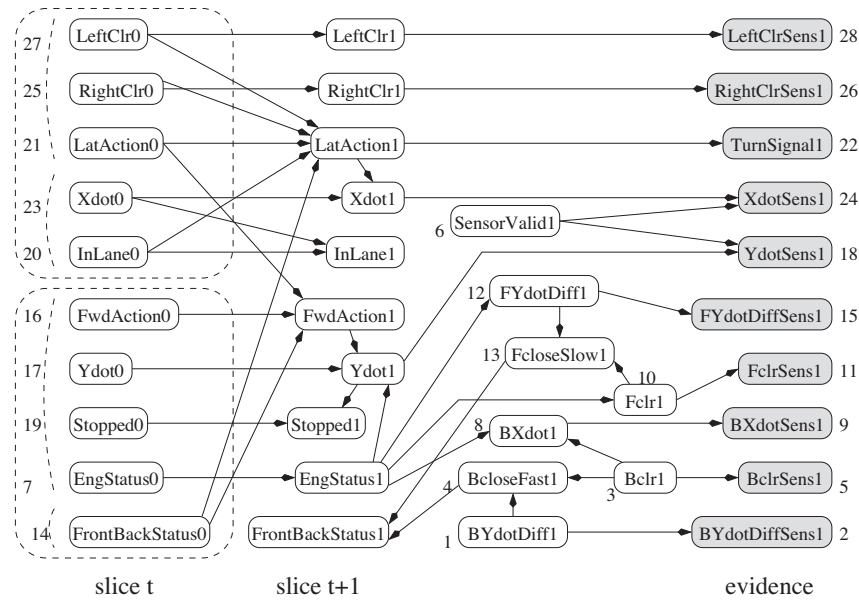 27 LeftClr0 LeftClr1 LeftClrSens1 28
25 RightClr0 RightClr1 RightClrSens1 26
21 LatAction0 LatAction1 TurnSignal1 22
23 Xdot0 Xdot1 XdotSens1 24
6 SensorValid1
20 InLane0 InLane1 YdotSens1 18
12 FYdotDiff1
16 FwdAction0 FwdAction1 FYdotDiffSens1 15
13 FcloseSlow1
17 Ydot0 Ydot1 10 Fclr1 FclrSens1 11
19 Stopped0 Stopped1 8 BXdot1 BXdotSens1 9
7 EngStatus0 EngStatus1 4 BcloseFast1 3 Bclr1 BclrSens1 5
14 FrontBackStatus0 FrontBackStatus1 1 BYdotDiff1 BYdotDiffSens1 2
slice t slice t+1 evidence